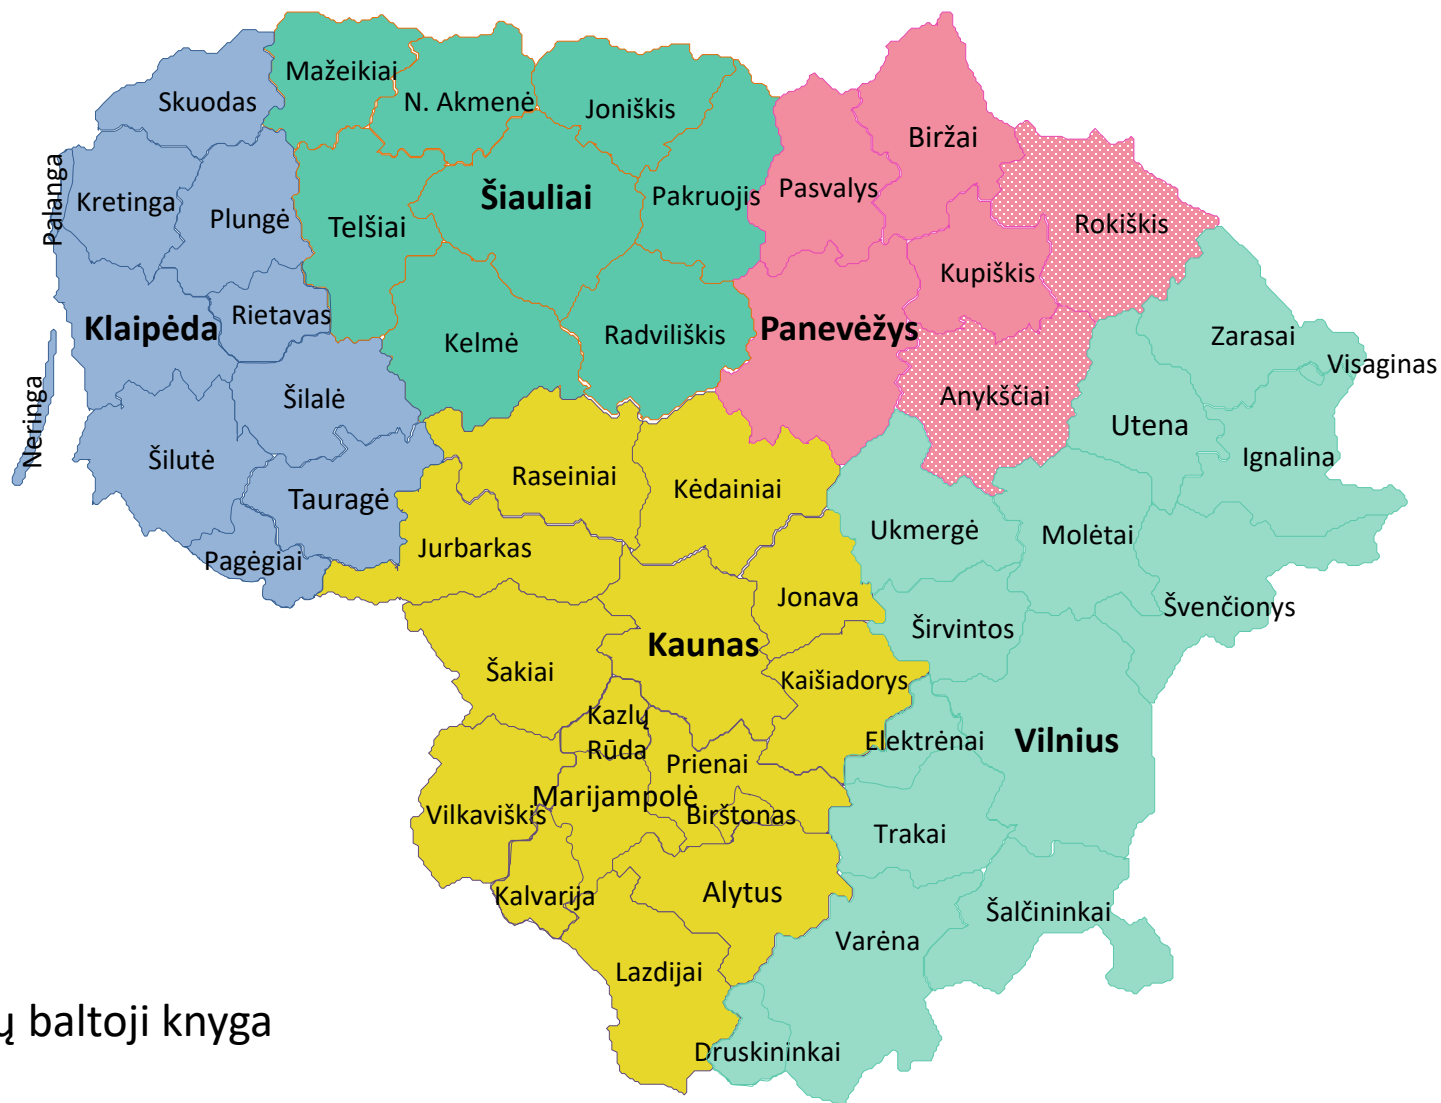 Mažeikiai
Skuodas
N. Akmenė
Joniškis
Biržai
Palanga
Kretinga
Plungė
Telšiai
Šiauliai
Pakruojis
Pasvalys
Rokiškis
Kupiškis
Klaipėda
Rietavas
Kelmė
Radviliškis
Panevėžys
Zarasai
Visaginas
Neringa
Šilalė
Anykščiai
Utena
Šilutė
Ignalina
Tauragė
Raseiniai
Kėdainiai
Ukmergė
Molėtai
Pagėgiai
Jurbarkas
Jonava
Švenčionys
Širvintos
Šakiai
Kaunas
Kaišiadorys
Kazlų
Rūda
Elektrėnai
Vilnius
Prienai
Marijampolė
Vilkaviškis
Birštonas
Trakai
Kalvarija
Alytus
Šalčininkai
Varėna
Lazdijai
ų baltoji knyga
Druskininkai